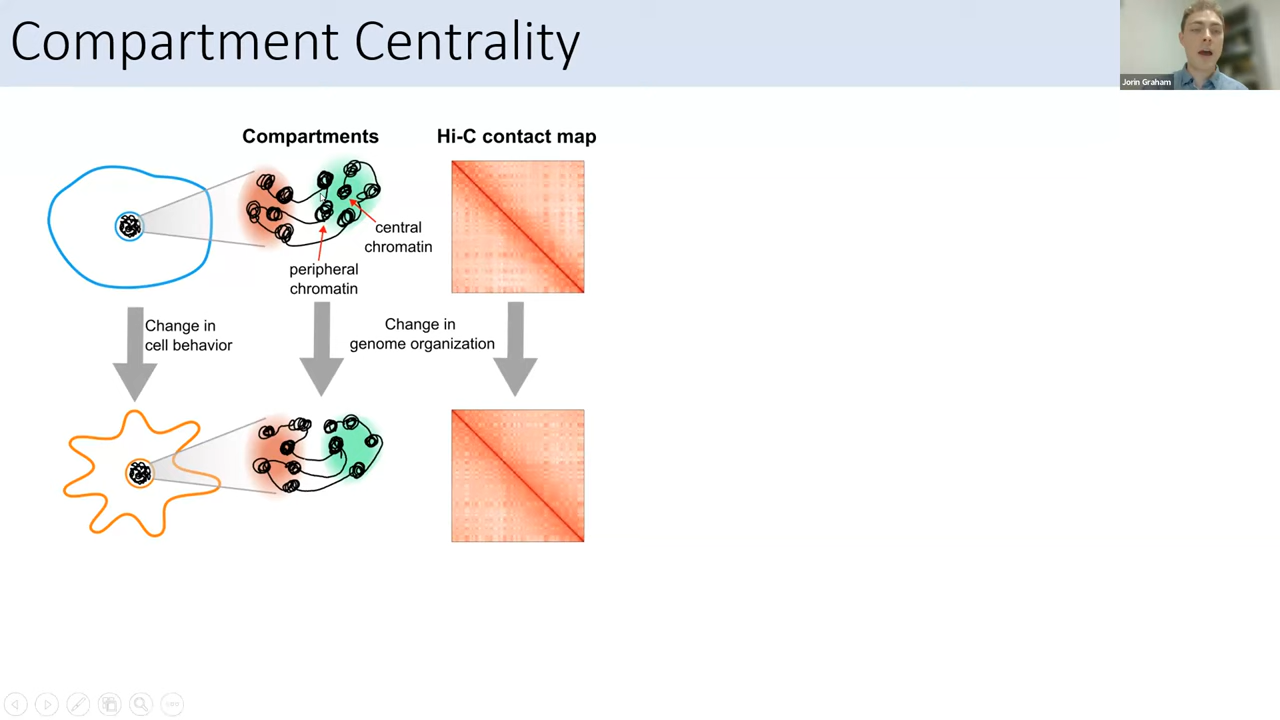 Compartment Centrality
Jorin Graham
Compartments
Hi-C contact map
central
chromatin
peripheral
chromatin
Change in
cell behavior
Change in
genome organization